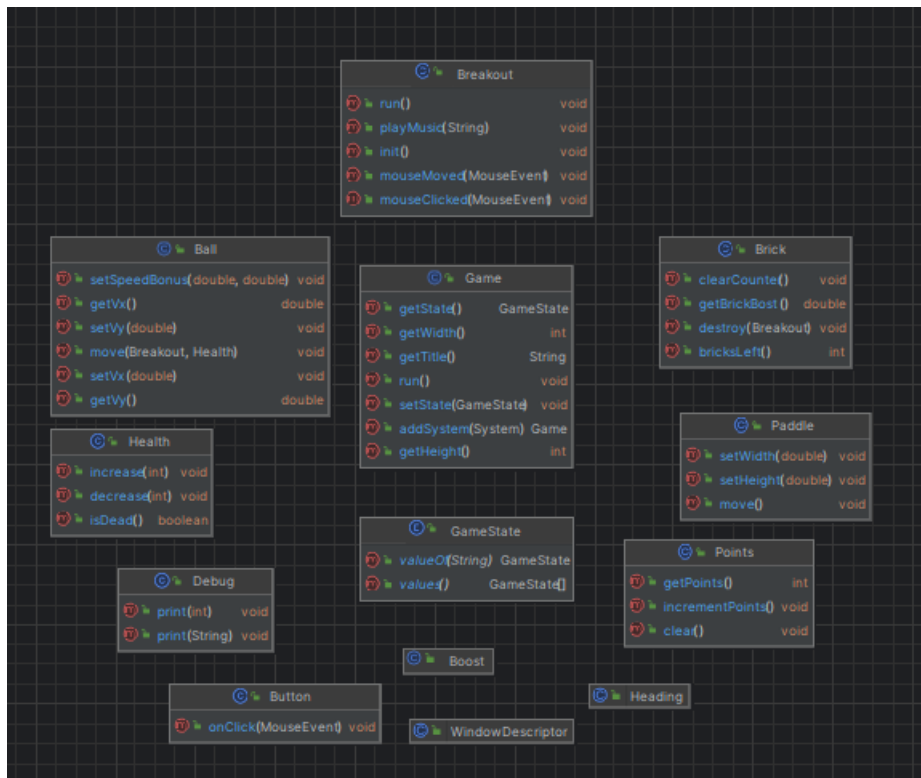 Breakout
run() void
playMusic(String) void
init() void
mouseMoved(MouseEvent) void
mouseClicked(MouseEvent) void
Ball
setSpeedBonus(double, double) void
getVx() double
setVy(double) void
move(Breakout, Health) void
setVx(double) void
getVy() double
Game
getState() GameState
getWidth() int
getTitle() String
run() void
setState(GameState) void
addSystem(System) Game
getHeight() int
Brick
clearCounter() void
getBrickBost() double
destroy(Breakout) void
bricksLeft() int
Health
increase(int) void
decrease(int) void
isDead() boolean
Paddle
setWidth(double) void
setHeight(double) void
move() void
GameState
valueOf(String) GameState
values() GameState[]
Points
getPoints() int
incrementPoints() void
clear() void
Debug
print(int) void
print(String) void
Boost
Button
onClick(MouseEvent) void
Heading
WindowDescriptor